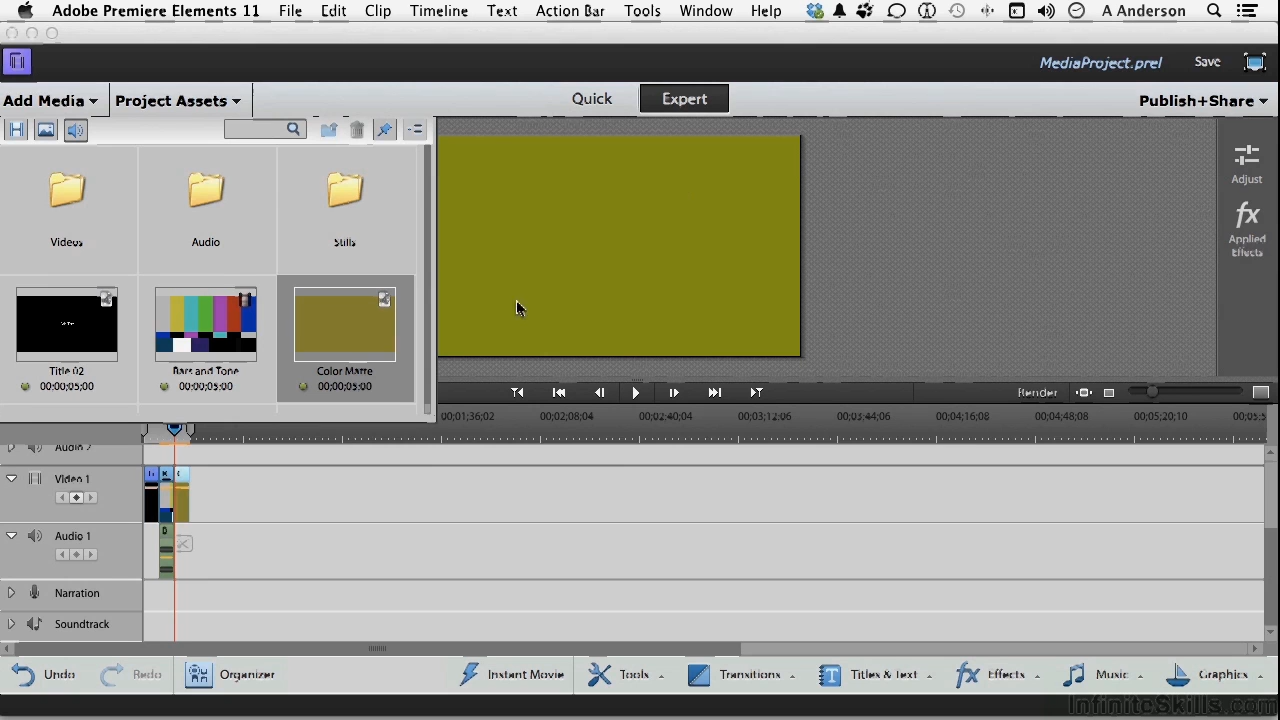 Adobe Premiere Elements 11 File Edit Clip Timeline Text Action Bar Tools Window Help A Anderson
MediaProject.prel Save
Add Media Project Assets Quick Expert Publish+Share
Adjust
fx
Applied
Effects
Videos Audio Stills
Title 02 Bars and Tone Color Matte
00;00;05;00 00;00;05;00 00;00;05;00
Render
00;01;36;02 00;02;08;04 00;02;40;04 00;03;12;06 00;03;44;06 00;04;16;08 00;04;48;08 00;05;20;10
Audio 2
Video 1
Audio 1
Narration
Soundtrack
Undo Redo Organizer Instant Movie Tools Transitions Titles & Text fx Effects Music Graphics
InfiniteSkills.com